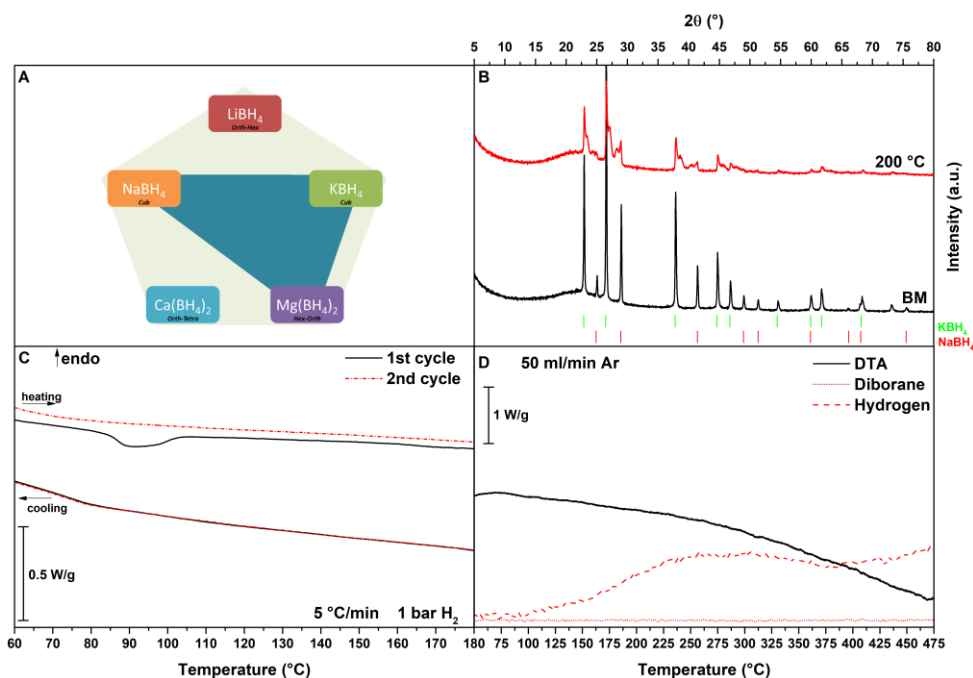 2θ (°)
5 10 15 20 25 30 35 40 45 50 55 60 65 70 75 80
A
LiBH4
Orth-Hex
NaBH4
Cub
KBH4
Cub
Ca(BH4)2
Orth-Tetra
Mg(BH4)2
Hex-Orth
B
200 °C
BM
Intensity (a.u.)
KBH4
NaBH4
C
endo
1st cycle
2nd cycle
heating
cooling
0.5 W/g
5 °C/min 1 bar H2
60 70 80 90 100 110 120 130 140 150 160 170 180
Temperature (°C)
D
50 ml/min Ar
DTA
Diborane
Hydrogen
1 W/g
50 75 100 125 150 175 200 225 250 275 300 325 350 375 400 425 450 475
Temperature (°C)